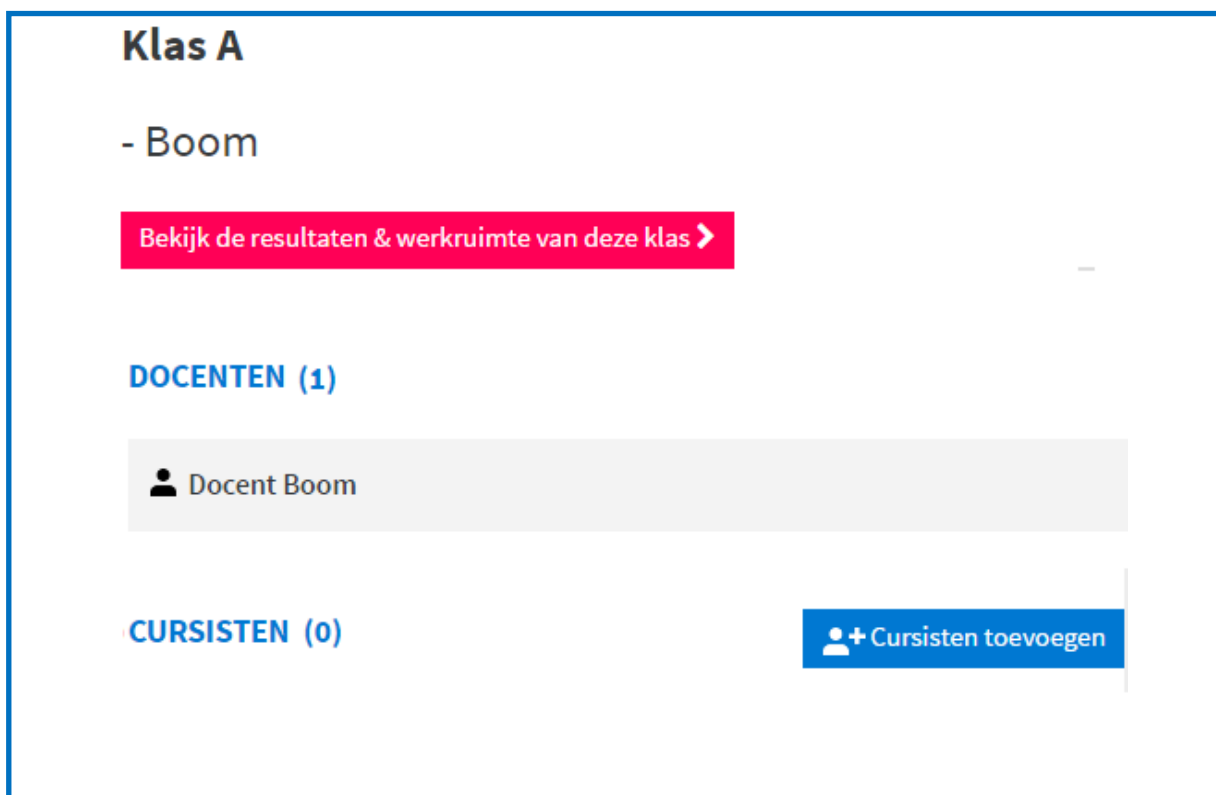 Klas A
- Boom
Bekijk de resultaten & werkruimte van deze klas
DOCENTEN (1)
Docent Boom
CURSISTEN (0)
Cursisten toevoegen